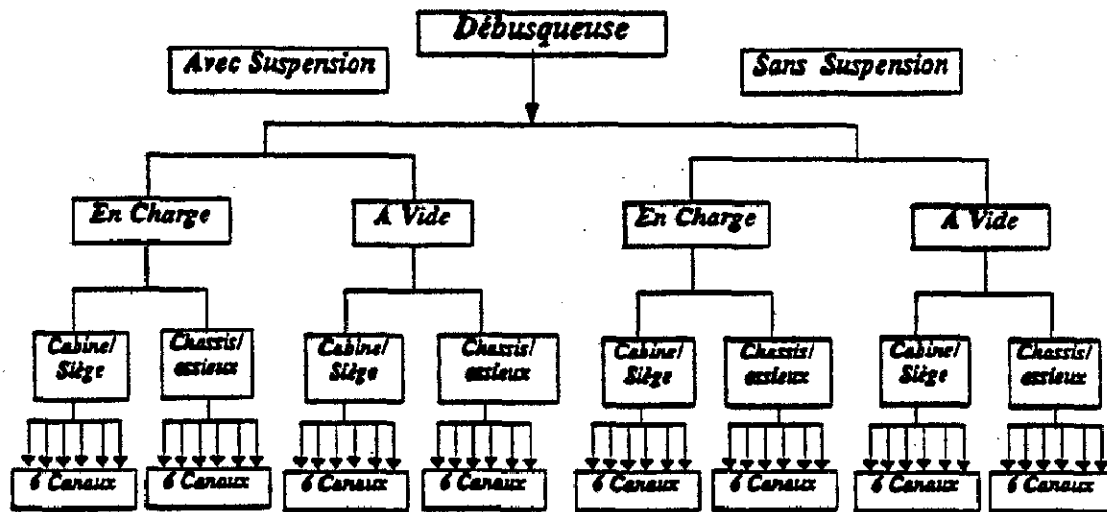 Débusqueuse
Avec Suspension
Sans Suspension
En Charge
A Vide
En Charge
A Vide
Cabine/
Siège
Chassis/
essieux
Cabine/
Siège
Chassis/
essieux
Cabine/
Siège
Chassis/
essieux
Cabine/
Siège
Chassis/
essieux
6 Canaux
6 Canaux
6 Canaux
6 Canaux
6 Canaux
6 Canaux
6 Canaux
6 Canaux